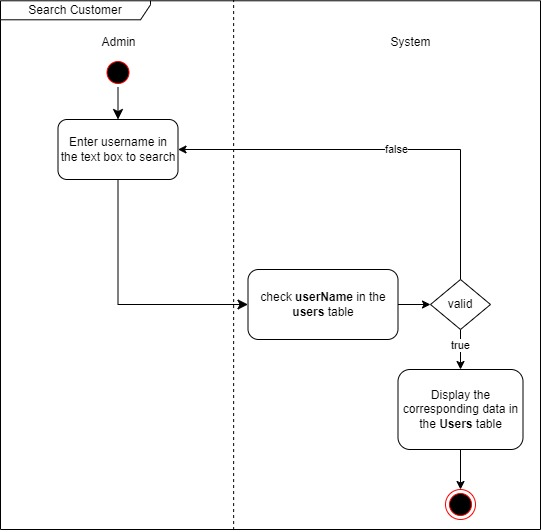 Search Customer
Admin
System
Enter username in
the text box to search
false
check userName in the
users table
valid
true
Display the
corresponding data in
the Users table